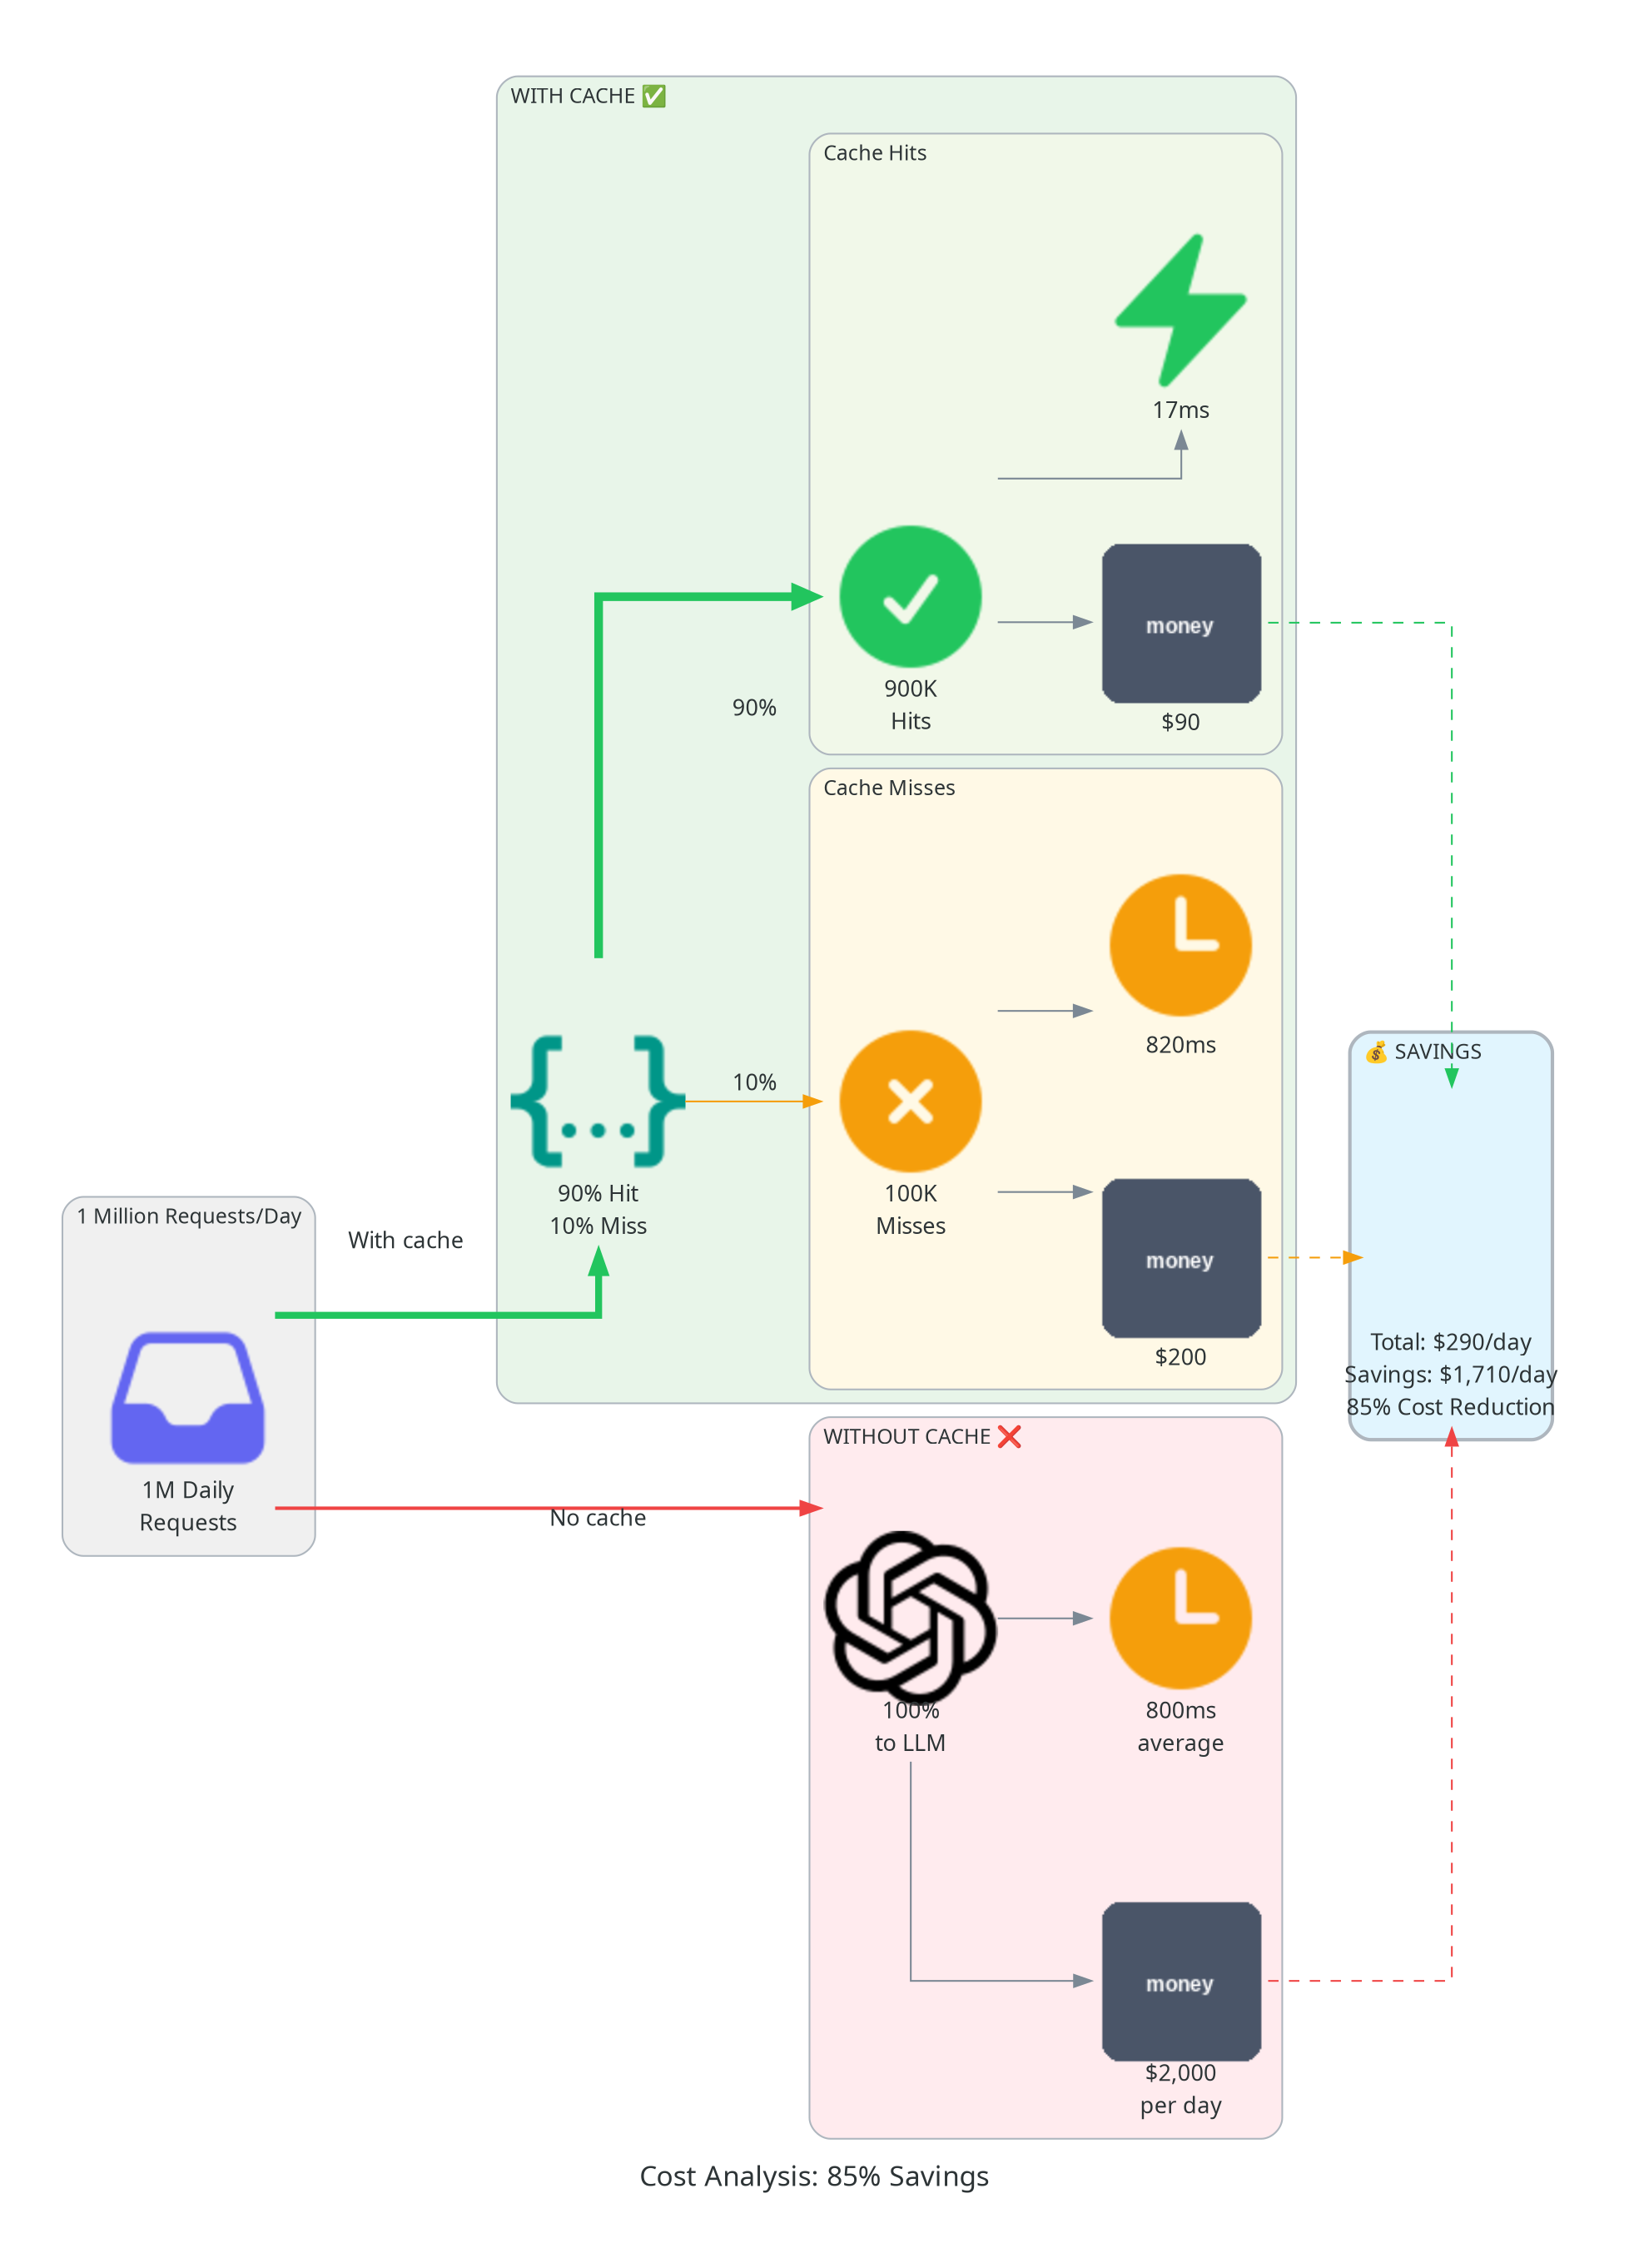 WITH CACHE ✅
Cache Hits
17ms
money
900K
Hits
$90
90%
Cache Misses
820ms
10%
90% Hit
10% Miss
100K
Misses
money
$200
1 Million Requests/Day
With cache
1M Daily
Requests
💰 SAVINGS
Total: $290/day
Savings: $1,710/day
85% Cost Reduction
WITHOUT CACHE ❌
No cache
100%
to LLM
800ms
average
money
$2,000
per day
Cost Analysis: 85% Savings